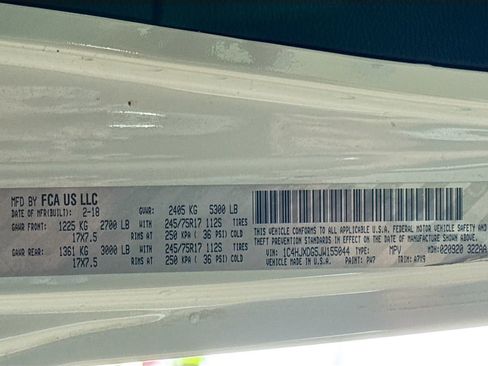 MFD BY FCA US LLC
DATE OF MFR(BUILT): 2-18 GVWR: 2405 KG 5300 LB
GAWR FRONT: 1225 KG 2700 LB WITH 245/75R17 112S TIRES
17X7.5 RIMS AT 250 KPA( 36 PSI) COLD
GAWR REAR: 1361 KG 3000 LB WITH 245/75R17 112S TIRES
17X7.5 RIMS AT 250 KPA( 36 PSI) COLD
THIS VEHICLE CONFORMS TO ALL APPLICABLE U.S.A. FEDERAL MOTOR VEHICLE SAFETY AND
THEFT PREVENTION STANDARDS IN EFFECT ON THE DATE OF MANUFACTURE SHOWN ABOVE.
VIN: 1C4HJXDG5JW155044 TYPE: MPV MDH: 020920 322AA
VEHICLE MADE IN U.S.A. PAINT: PW7 TRIM: A7X9